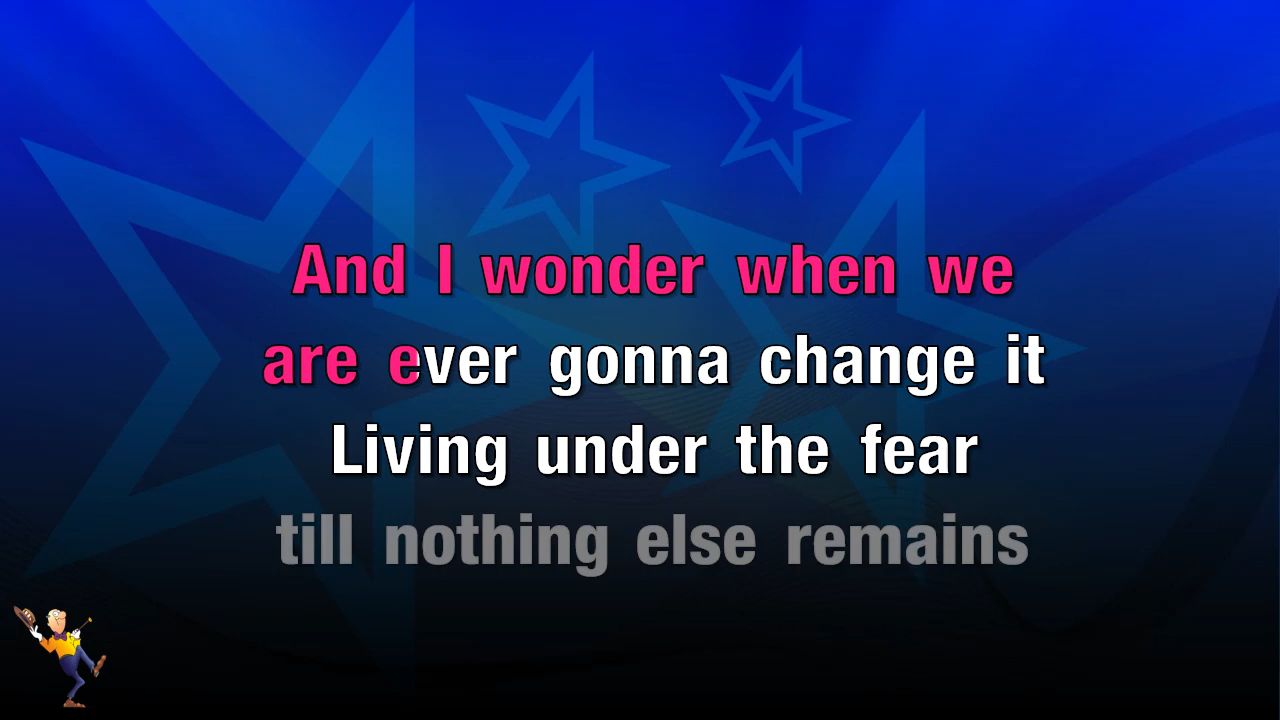 And I wonder when we
are ever gonna change it
Living under the fear
till nothing else remains